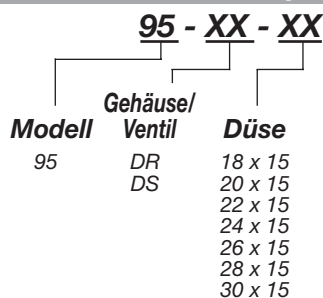 95 - XX - XX
Gehäuse/
Modell Ventil Düse
95 DR 18 x 15
DS 20 x 15
22 x 15
24 x 15
26 x 15
28 x 15
30 x 15